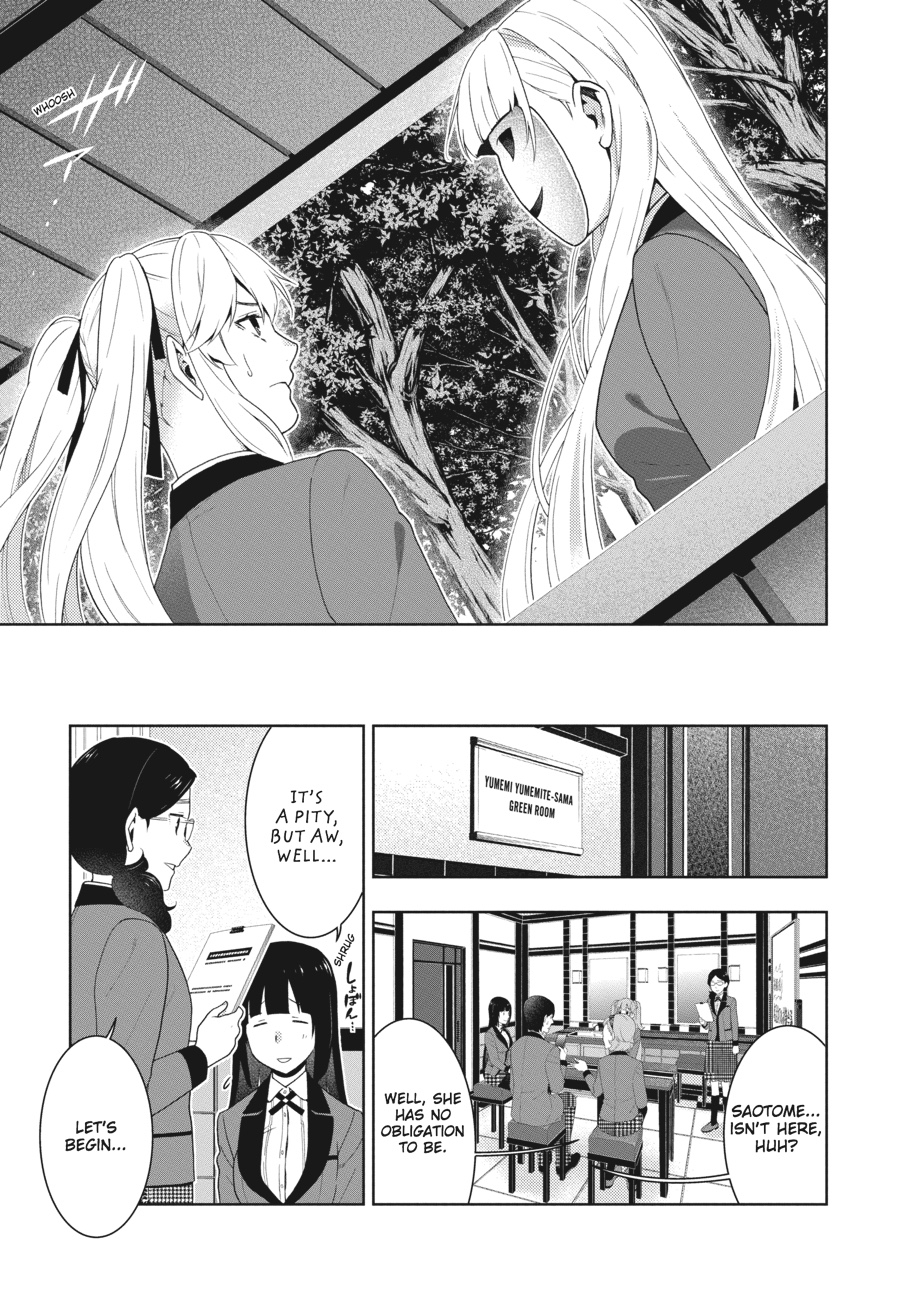 WHOOSH
YUMEMI YUMEMITE-SAMA
GREEN ROOM
SAOTOME...
ISN'T HERE,
HUH?
WELL, SHE
HAS NO
OBLIGATION
TO BE.
IT'S
A PITY,
BUT AW,
WELL...
SHRUG
しょぼん…
LET'S
BEGIN...